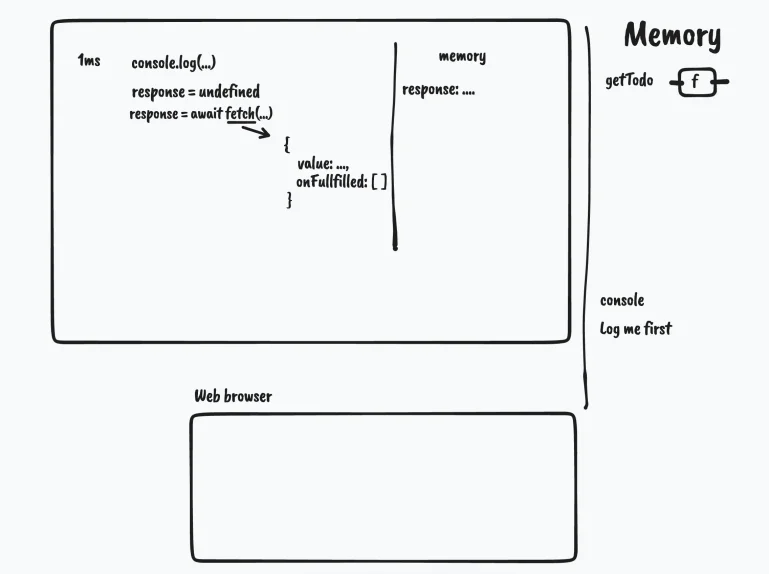 1ms console.log(...)
response = undefined
response = await fetch(...)
{
value: ...,
onFullfilled: [ ]
}
memory
response: ....
Memory
getTodo f
console
Log me first
Web browser